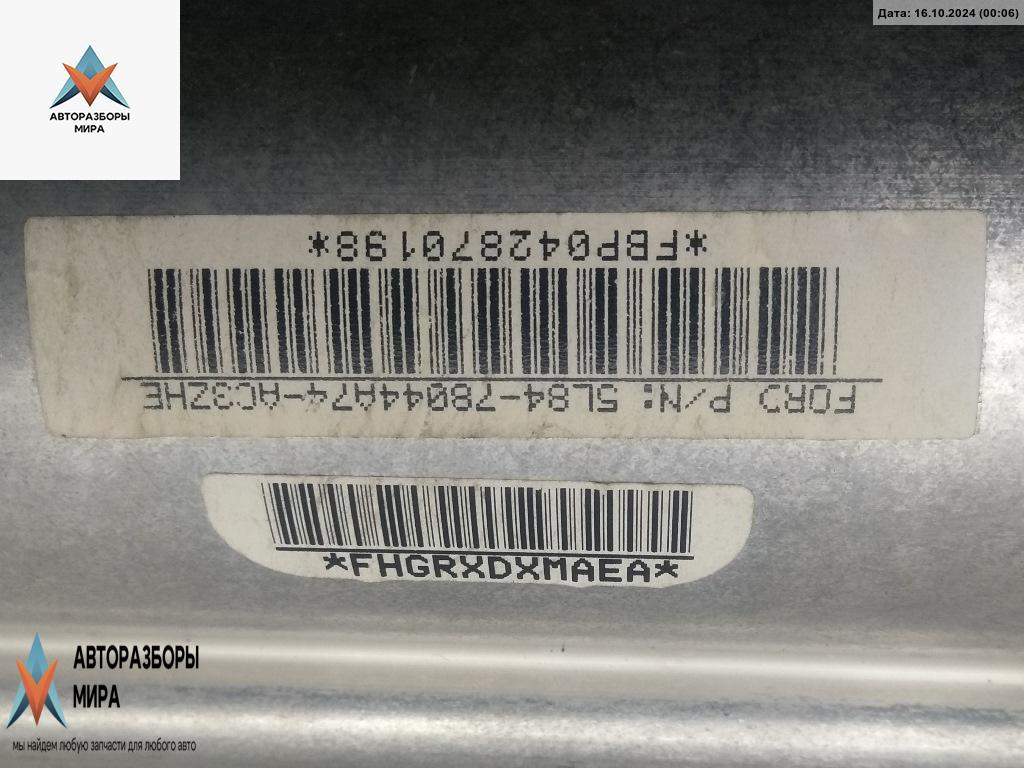 Дата: 16.10.2024 (00:06)
АВТОРАЗБОРЫ
МИРА
FORD P/N: 5L84-78044A74-AC3ZHE
*FBP042870198*
*FHGRXDXMAEA*
АВТОРАЗБОРЫ
МИРА
мы найдем любую запчасти для любого авто